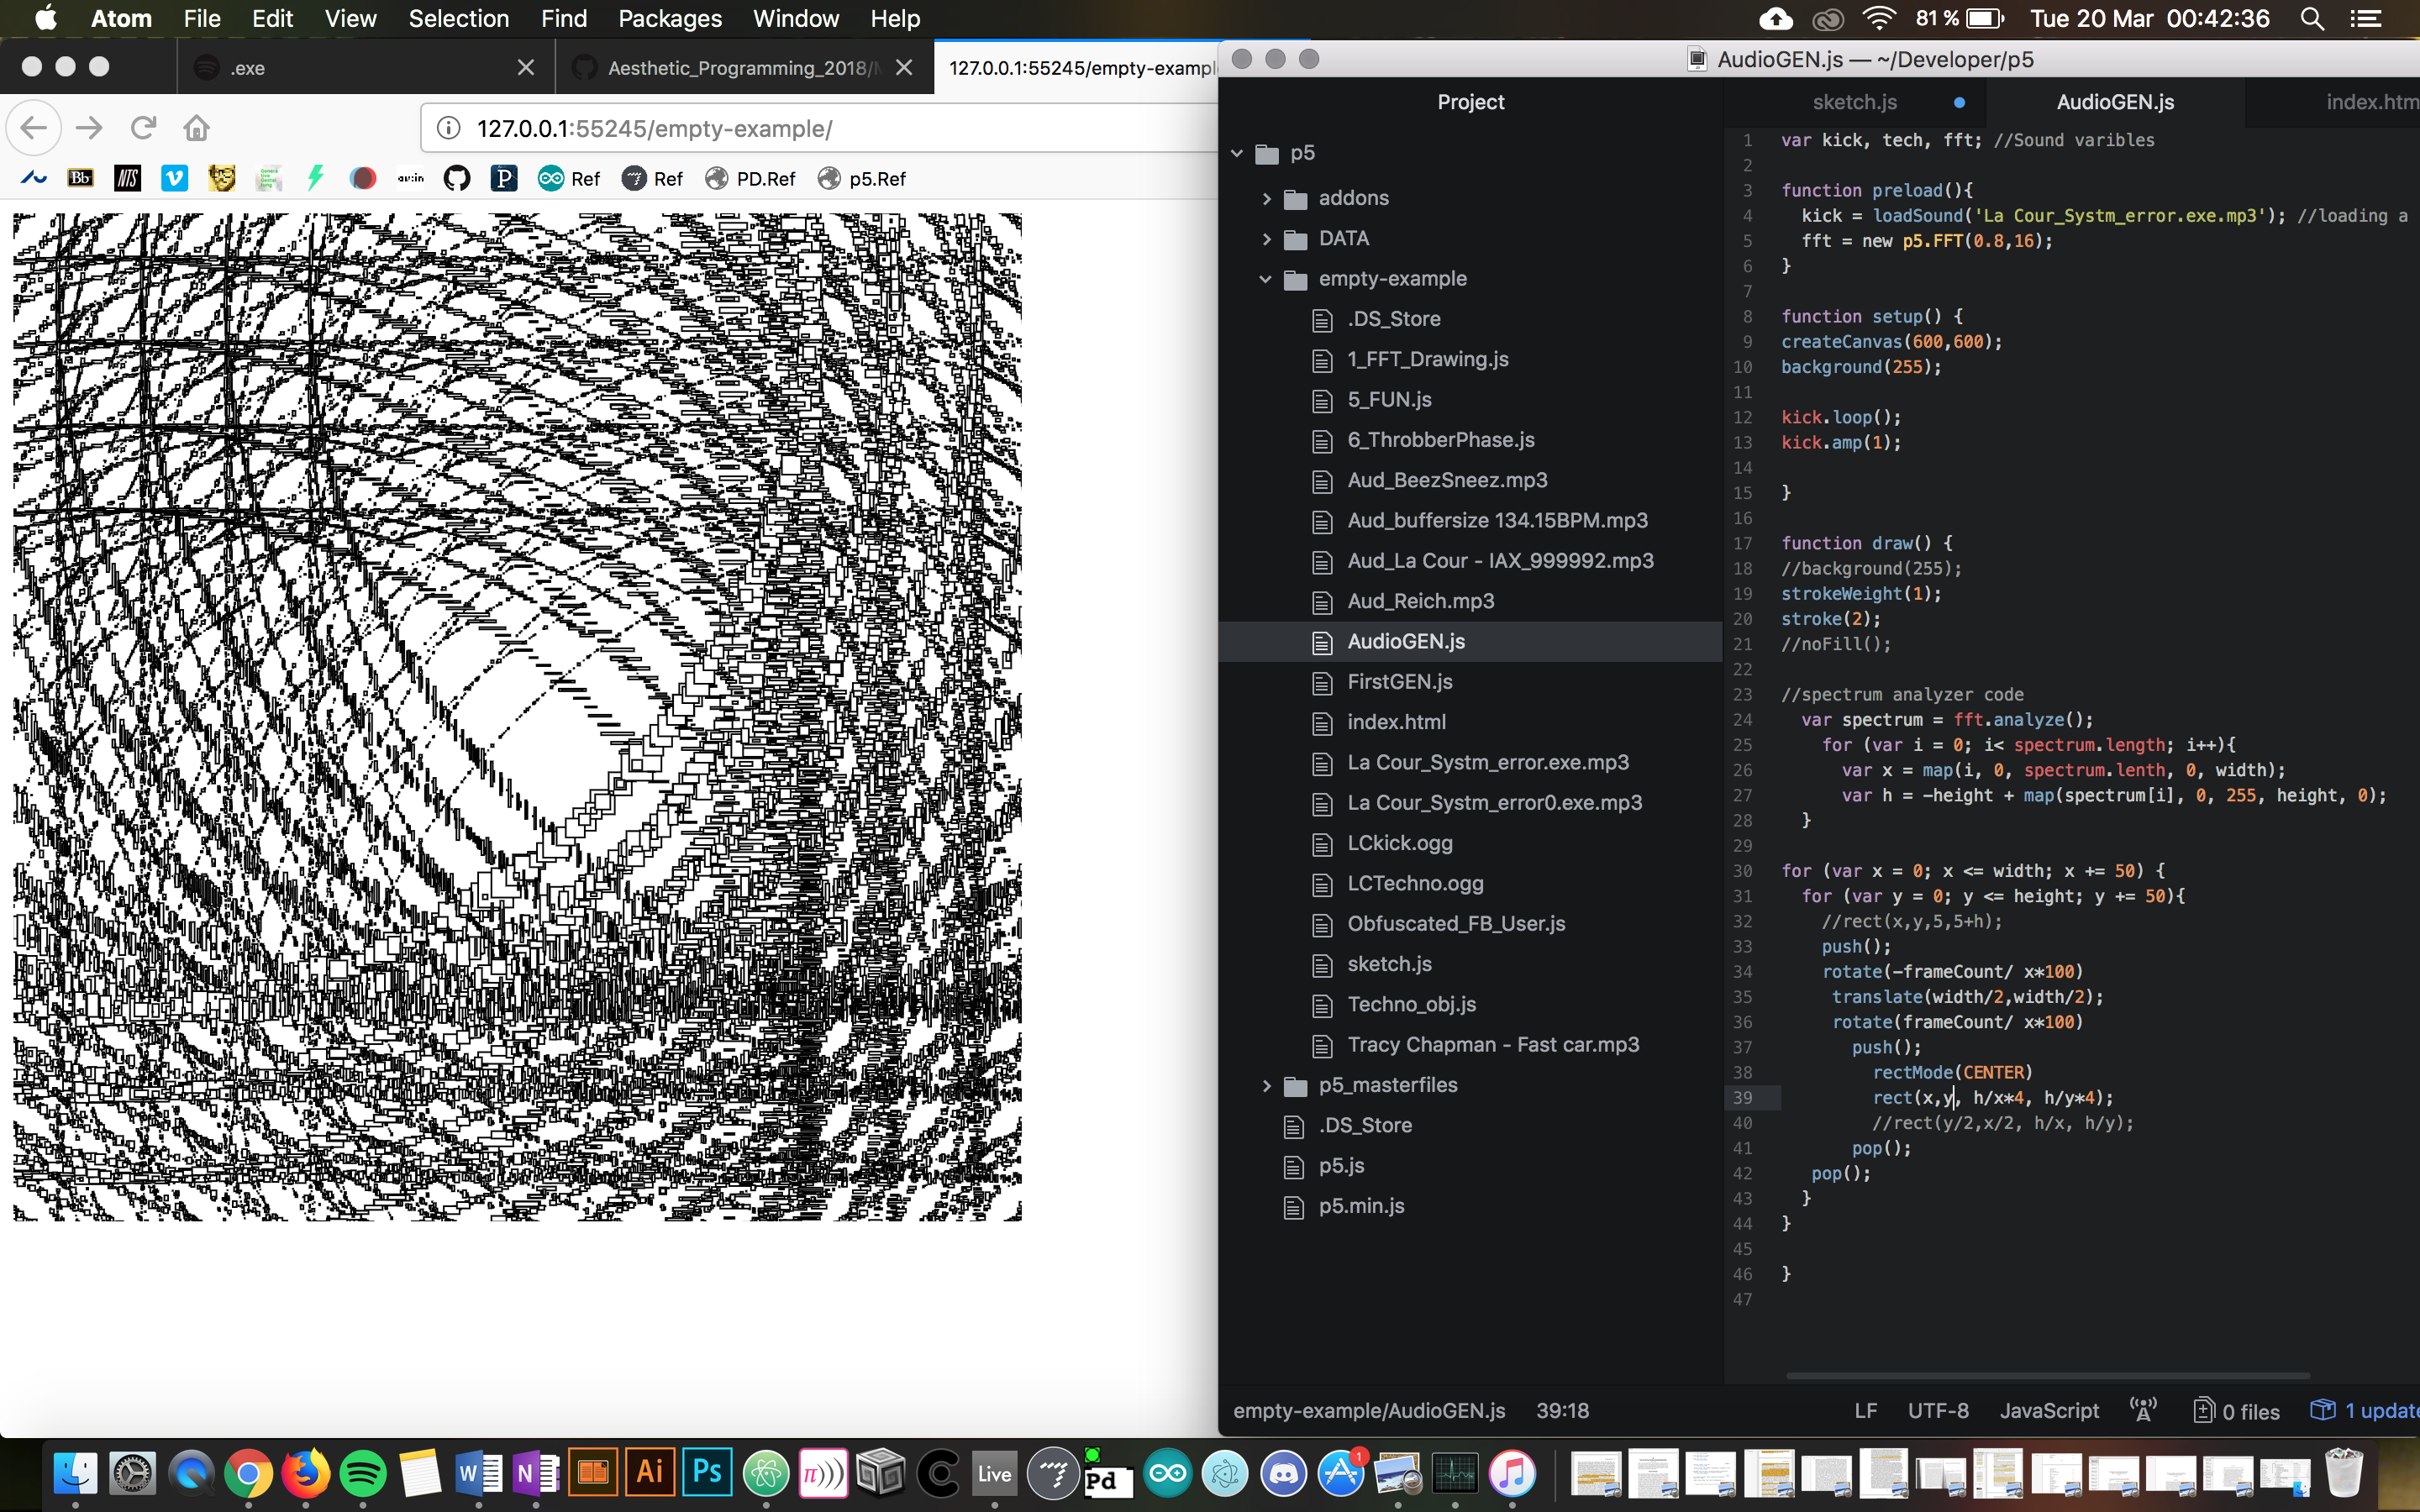 Atom File Edit View Selection Find Packages Window Help 81 % Tue 20 Mar 00:42:36
.exe
Aesthetic_Programming_2018/
127.0.0.1:55245/empty-exampl
127.0.0.1:55245/empty-example/
Bb NTS Ref Ref PD.Ref p5.Ref
AudioGEN.js — ~/Developer/p5
Project
sketch.js AudioGEN.js index.htm
p5
addons
DATA
empty-example
.DS_Store
1_FFT_Drawing.js
5_FUN.js
6_ThrobberPhase.js
Aud_BeezSneez.mp3
Aud_buffersize 134.15BPM.mp3
Aud_La Cour - IAX_999992.mp3
Aud_Reich.mp3
AudioGEN.js
FirstGEN.js
index.html
La Cour_Systm_error.exe.mp3
La Cour_Systm_error0.exe.mp3
LCkick.ogg
LCTechno.ogg
Obfuscated_FB_User.js
sketch.js
Techno_obj.js
Tracy Chapman - Fast car.mp3
p5_masterfiles
.DS_Store
p5.js
p5.min.js
1 var kick, tech, fft; //Sound varibles
2
3 function preload(){
4 kick = loadSound('La Cour_Systm_error.exe.mp3'); //loading a
5 fft = new p5.FFT(0.8,16);
6 }
7
8 function setup() {
9 createCanvas(600,600);
10 background(255);
11
12 kick.loop();
13 kick.amp(1);
14
15 }
16
17 function draw() {
18 //background(255);
19 strokeWeight(1);
20 stroke(2);
21 //noFill();
22
23 //spectrum analyzer code
24 var spectrum = fft.analyze();
25 for (var i = 0; i< spectrum.length; i++){
26 var x = map(i, 0, spectrum.lenth, 0, width);
27 var h = -height + map(spectrum[i], 0, 255, height, 0);
28 }
29
30 for (var x = 0; x <= width; x += 50) {
31 for (var y = 0; y <= height; y += 50){
32 //rect(x,y,5,5+h);
33 push();
34 rotate(-frameCount/ x*100)
35 translate(width/2,width/2);
36 rotate(frameCount/ x*100)
37 push();
38 rectMode(CENTER)
39 rect(x,y, h/x*4, h/y*4);
40 //rect(y/2,x/2, h/x, h/y);
41 pop();
42 pop();
43 }
44 }
45
46 }
47
empty-example/AudioGEN.js 39:18 LF UTF-8 JavaScript 0 files 1 update
W N Ai Ps Live Pd 1